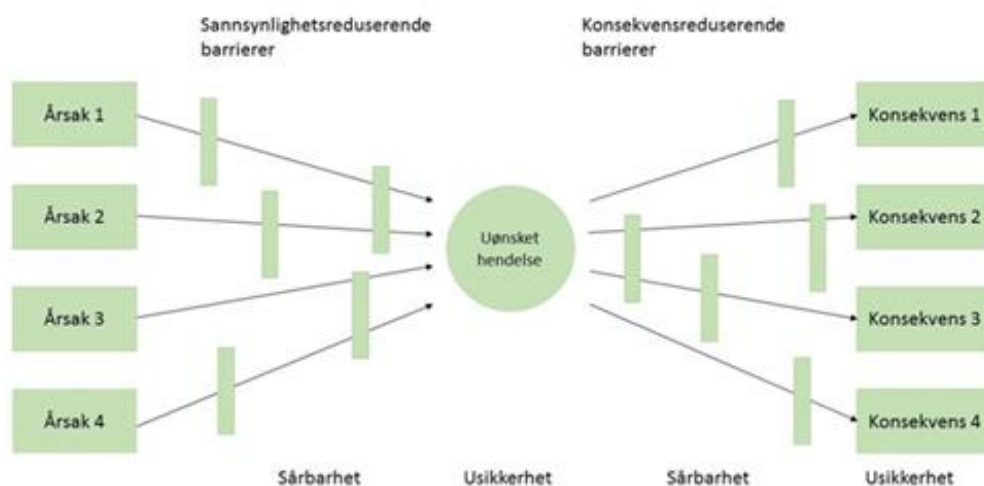 Sannsynlighetsreduserende
barrierer
Konsekvensreduserende
barrierer
Årsak 1
Konsekvens 1
Årsak 2
Konsekvens 2
Uønsket
hendelse
Årsak 3
Konsekvens 3
Årsak 4
Konsekvens 4
Sårbarhet
Usikkerhet
Sårbarhet
Usikkerhet